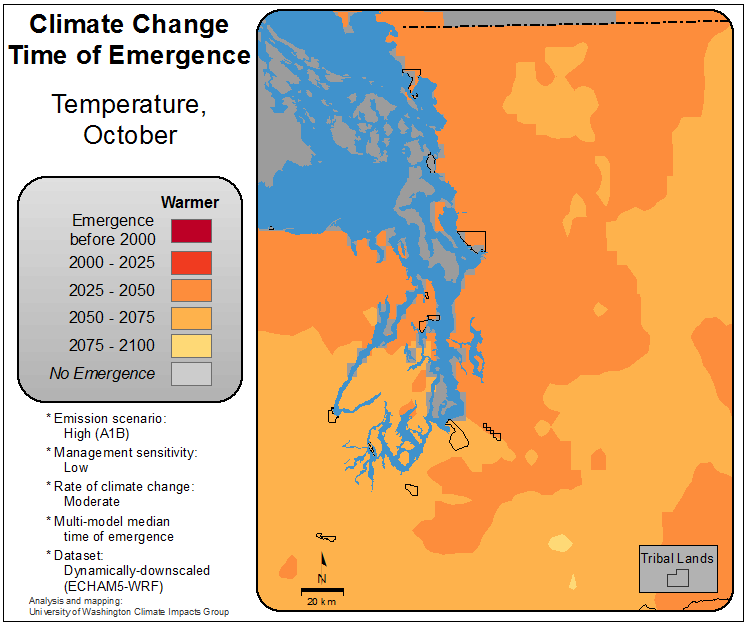 Climate Change
Time of Emergence
Temperature,
October
Warmer
Emergence
before 2000
2000 - 2025
2025 - 2050
2050 - 2075
2075 - 2100
No Emergence
* Emission scenario:
High (A1B)
* Management sensitivity:
Low
* Rate of climate change:
Moderate
* Multi-model median
time of emergence
* Dataset:
Dynamically-downscaled
(ECHAM5-WRF)
Analysis and mapping:
University of Washington Climate Impacts Group
N
20 km
Tribal Lands